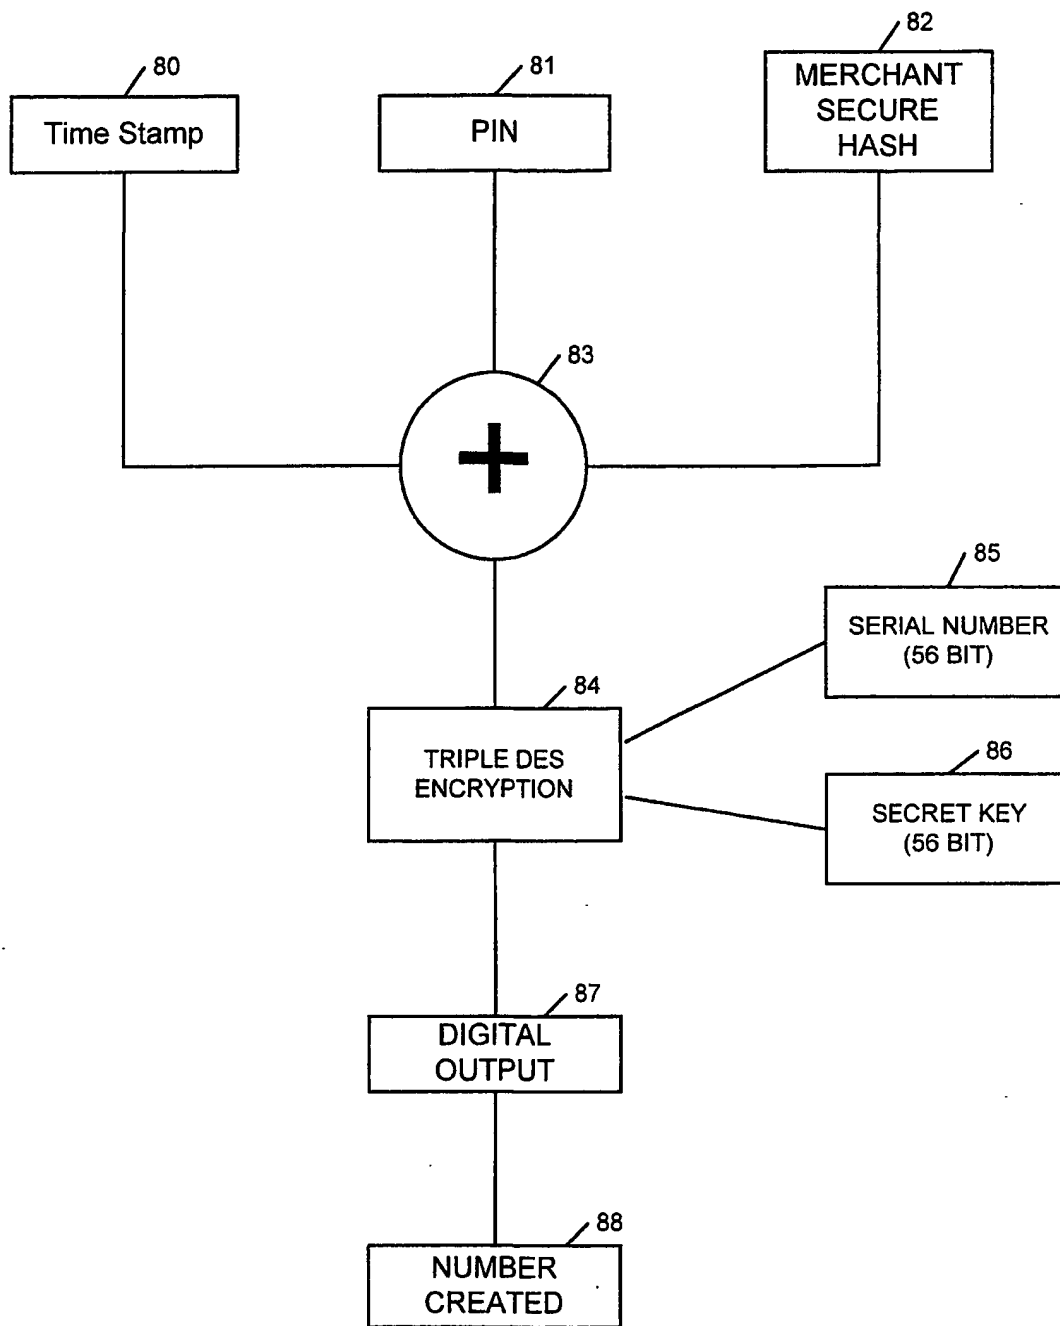 80
Time Stamp
81
PIN
82
MERCHANT
SECURE
HASH
83
+
84
TRIPLE DES
ENCRYPTION
85
SERIAL NUMBER
(56 BIT)
86
SECRET KEY
(56 BIT)
87
DIGITAL
OUTPUT
88
NUMBER
CREATED